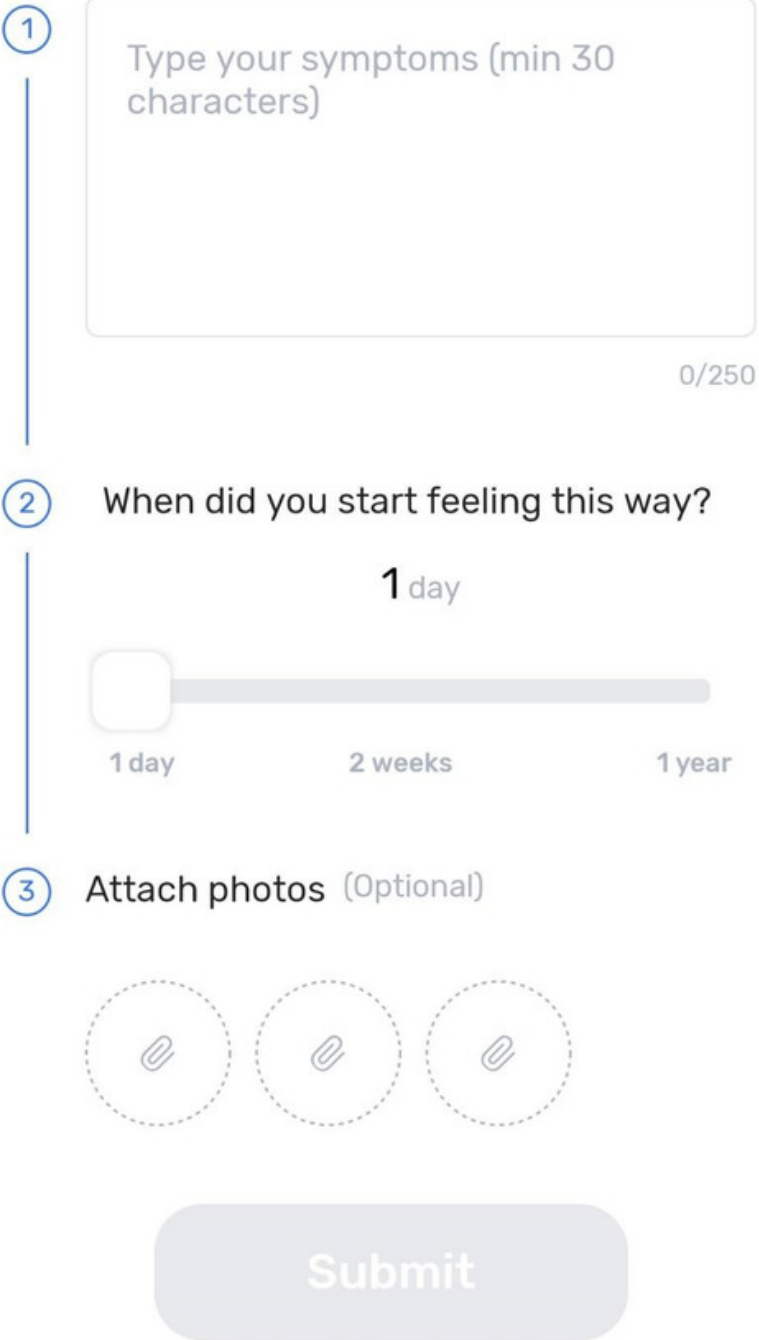 1
Type your symptoms (min 30
characters)
0/250
2 When did you start feeling this way?
1 day
1 day 2 weeks 1 year
3 Attach photos (Optional)
Submit